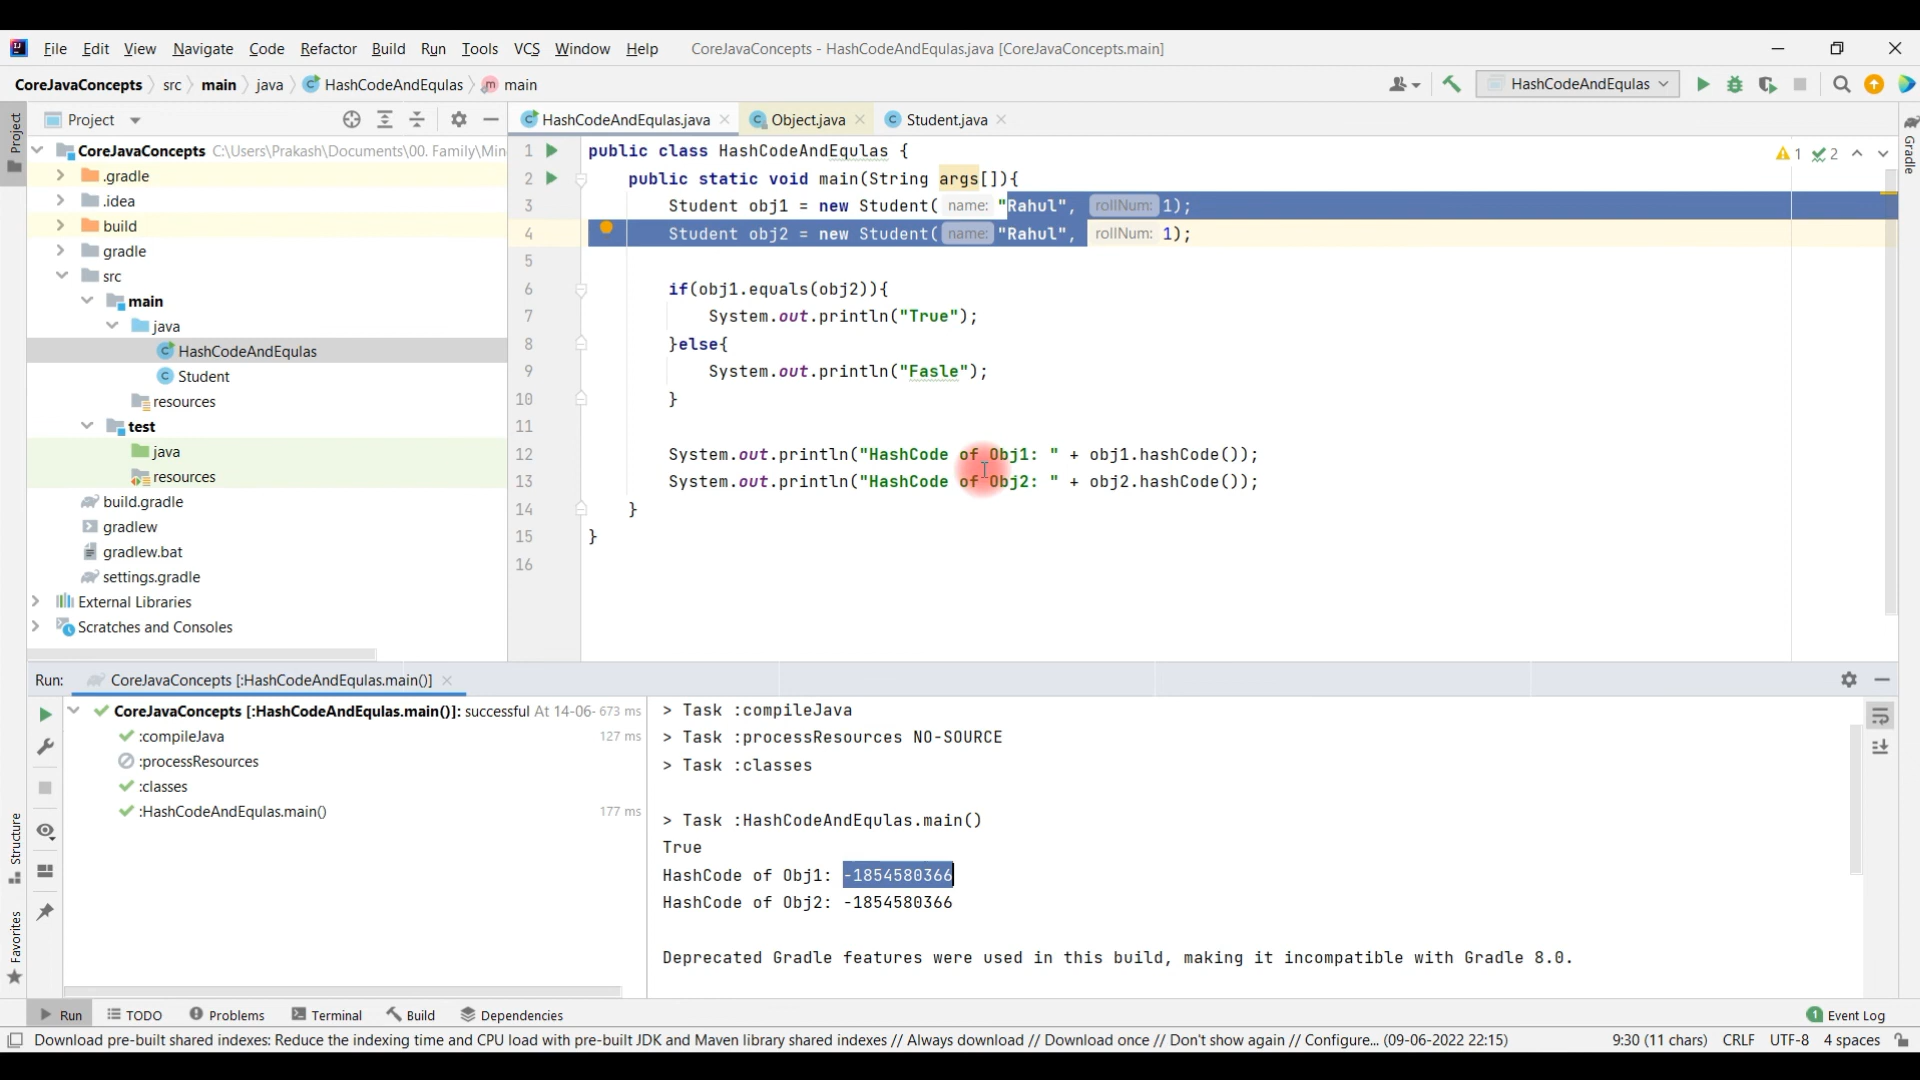 File Edit View Navigate Code Refactor Build Run Tools VCS Window Help CoreJavaConcepts - HashCodeAndEqulas.java [CoreJavaConcepts.main]
CoreJavaConcepts src main java HashCodeAndEqulas main HashCodeAndEqulas
Project HashCodeAndEqulas.java Object.java Student.java
Project
CoreJavaConcepts C:\Users\Prakash\Documents\00. Family\Min
.gradle
.idea
build
gradle
src
main
java
HashCodeAndEqulas
Student
resources
test
java
resources
build.gradle
gradlew
gradlew.bat
settings.gradle
External Libraries
Scratches and Consoles
1 public class HashCodeAndEqulas {
2 public static void main(String args[]){
3 Student obj1 = new Student( name: "Rahul", rollNum: 1);
4 Student obj2 = new Student( name: "Rahul", rollNum: 1);
5
6 if(obj1.equals(obj2)){
7 System.out.println("True");
8 }else{
9 System.out.println("Fasle");
10 }
11
12 System.out.println("HashCode of Obj1: " + obj1.hashCode());
13 System.out.println("HashCode of Obj2: " + obj2.hashCode());
14 }
15 }
16
1 2
Gradle
Run: CoreJavaConcepts [:HashCodeAndEqulas.main()]
CoreJavaConcepts [:HashCodeAndEqulas.main()]: successful At 14-06- 673 ms
:compileJava 127 ms
:processResources
:classes
:HashCodeAndEqulas.main() 177 ms
> Task :compileJava
> Task :processResources NO-SOURCE
> Task :classes
> Task :HashCodeAndEqulas.main()
True
HashCode of Obj1: -1854580366
HashCode of Obj2: -1854580366
Deprecated Gradle features were used in this build, making it incompatible with Gradle 8.0.
Structure
Favorites
Run TODO Problems Terminal Build Dependencies 1 Event Log
Download pre-built shared indexes: Reduce the indexing time and CPU load with pre-built JDK and Maven library shared indexes // Always download // Download once // Don't show again // Configure... (09-06-2022 22:15) 9:30 (11 chars) CRLF UTF-8 4 spaces